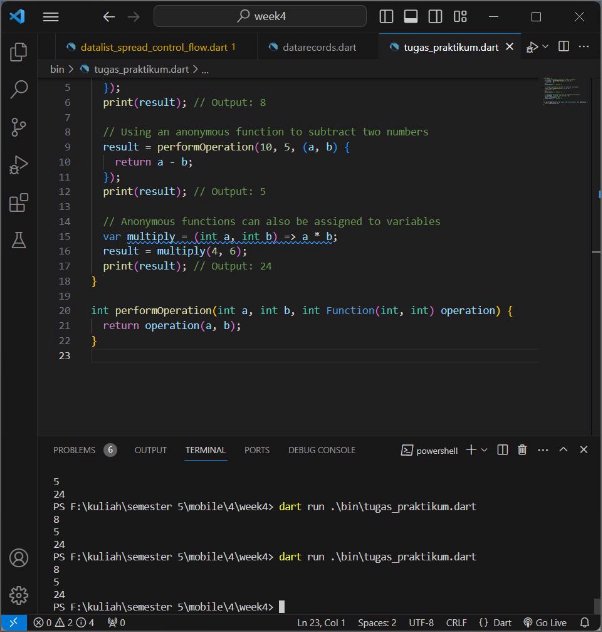 week4
datalist_spread_control_flow.dart 1
datarecords.dart
tugas_praktikum.dart
bin > tugas_praktikum.dart > ...
5 });
6 print(result); // Output: 8
7
8 // Using an anonymous function to subtract two numbers
9 result = performOperation(10, 5, (a, b) {
10 return a - b;
11 });
12 print(result); // Output: 5
13
14 // Anonymous functions can also be assigned to variables
15 var multiply = (int a, int b) => a * b;
16 result = multiply(4, 6);
17 print(result); // Output: 24
18 }
19
20 int performOperation(int a, int b, int Function(int, int) operation) {
21 return operation(a, b);
22 }
23
PROBLEMS 6 OUTPUT TERMINAL PORTS DEBUG CONSOLE
powershell
5
24
PS F:\kuliah\semester 5\mobile\4\week4> dart run .\bin\tugas_praktikum.dart
8
5
24
PS F:\kuliah\semester 5\mobile\4\week4> dart run .\bin\tugas_praktikum.dart
8
5
24
PS F:\kuliah\semester 5\mobile\4\week4>
0 2 4 0 Ln 23, Col 1 Spaces: 2 UTF-8 CRLF {} Dart Go Live